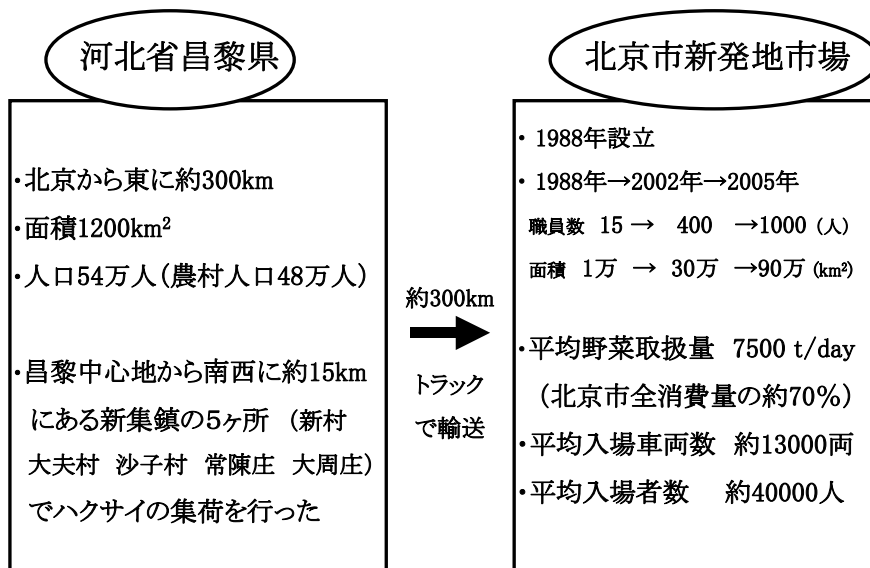 河北省昌黎県
・北京から東に約300km
・面積1200km²
・人口54万人（農村人口48万人）
・昌黎中心地から南西に約15km
にある新集鎮の5ヶ所 （新村
大夫村 沙子村 常陳庄 大周庄）
でハクサイの集荷を行った
約300km
トラック
で輸送
北京市新発地市場
・ 1988年設立
・ 1988年→2002年→2005年
職員数 15 → 400 →1000 （人）
面積 1万 → 30万 →90万 (km²)
・平均野菜取扱量 7500 t/day
（北京市全消費量の約70％）
・平均入場車両数 約13000両
・平均入場者数 約40000人